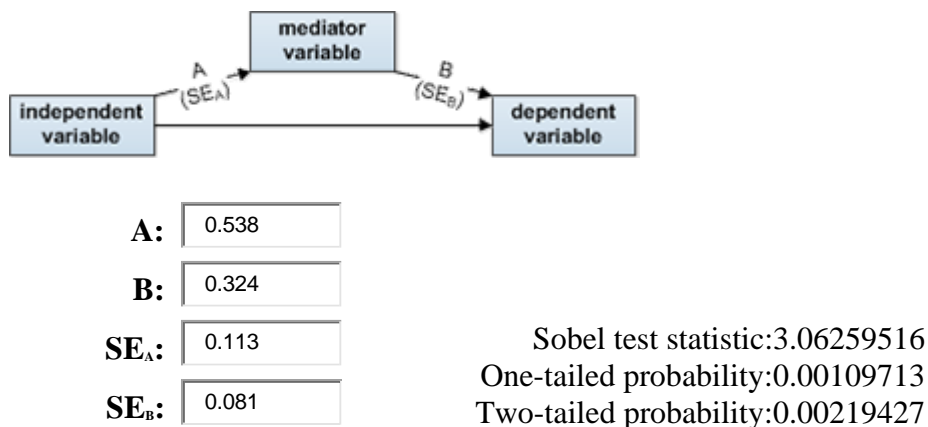 mediator
variable
A
(SEA)
B
(SEB)
independent
variable
dependent
variable
A: 0.538
B: 0.324
SEA: 0.113
SEB: 0.081
Sobel test statistic:3.06259516
One-tailed probability:0.00109713
Two-tailed probability:0.00219427